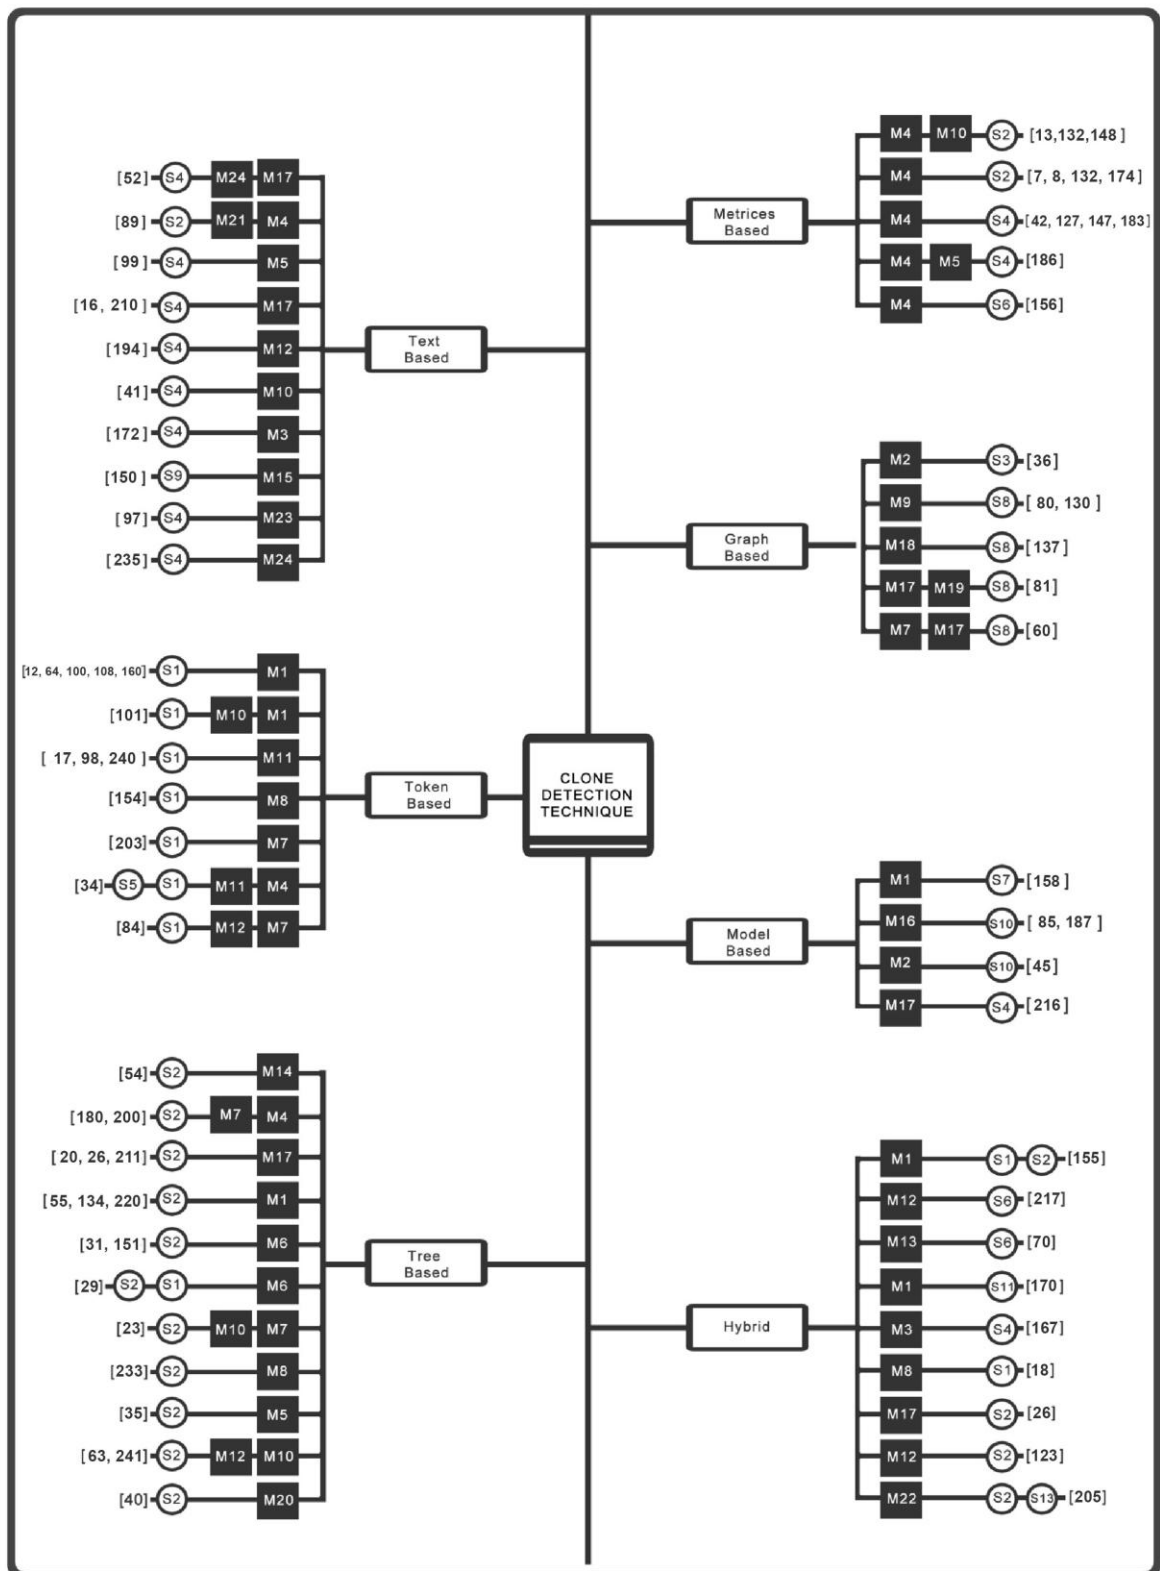 CLONE
DETECTION
TECHNIQUE
Text
Based
[52] S4 M24 M17
[89] S2 M21 M4
[99] S4 M5
[16, 210] S4 M17
[194] S4 M12
[41] S4 M10
[172] S4 M3
[150 ] S9 M15
[97] S4 M23
[235] S4 M24
Token
Based
[12, 64, 100, 108, 160] S1 M1
[101] S1 M10 M1
[ 17, 98, 240 ] S1 M11
[154] S1 M8
[203] S1 M7
[34] S5 S1 M11 M4
[84] S1 M12 M7
Tree
Based
[54] S2 M14
[180, 200] S2 M7 M4
[ 20, 26, 211] S2 M17
[55, 134, 220] S2 M1
[31, 151] S2 M6
[29] S2 S1 M6
[23] S2 M10 M7
[233] S2 M8
[35] S2 M5
[63, 241] S2 M12 M10
[40] S2 M20
Metrices
Based
M4 M10 S2 [13,132,148 ]
M4 S2 [7, 8, 132, 174]
M4 S4 [42, 127, 147, 183]
M4 M5 S4 [186]
M4 S6 [156]
Graph
Based
M2 S3 [36]
M9 S8 [ 80, 130 ]
M18 S8 [137]
M17 M19 S8 [81]
M7 M17 S8 [60]
Model
Based
M1 S7 [158 ]
M16 S10 [ 85, 187 ]
M2 S10 [45]
M17 S4 [216]
Hybrid
M1 S1 S2 [155]
M12 S6 [217]
M13 S6 [70]
M1 S11 [170]
M3 S4 [167]
M8 S1 [18]
M17 S2 [26]
M12 S2 [123]
M22 S2 S13 [205]